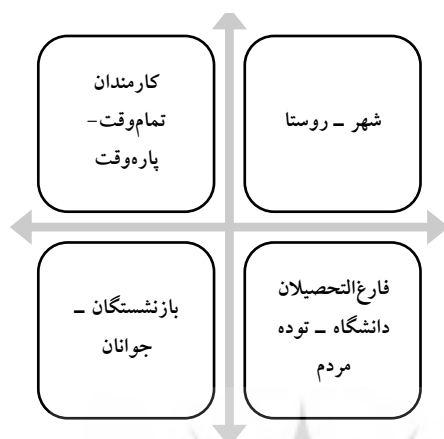 شهر – روستا
کارمندان
تمام‌وقت-
پاره‌وقت
فارغ‌التحصیلان
دانشگاه – توده
مردم
بازنشستگان –
جوانان